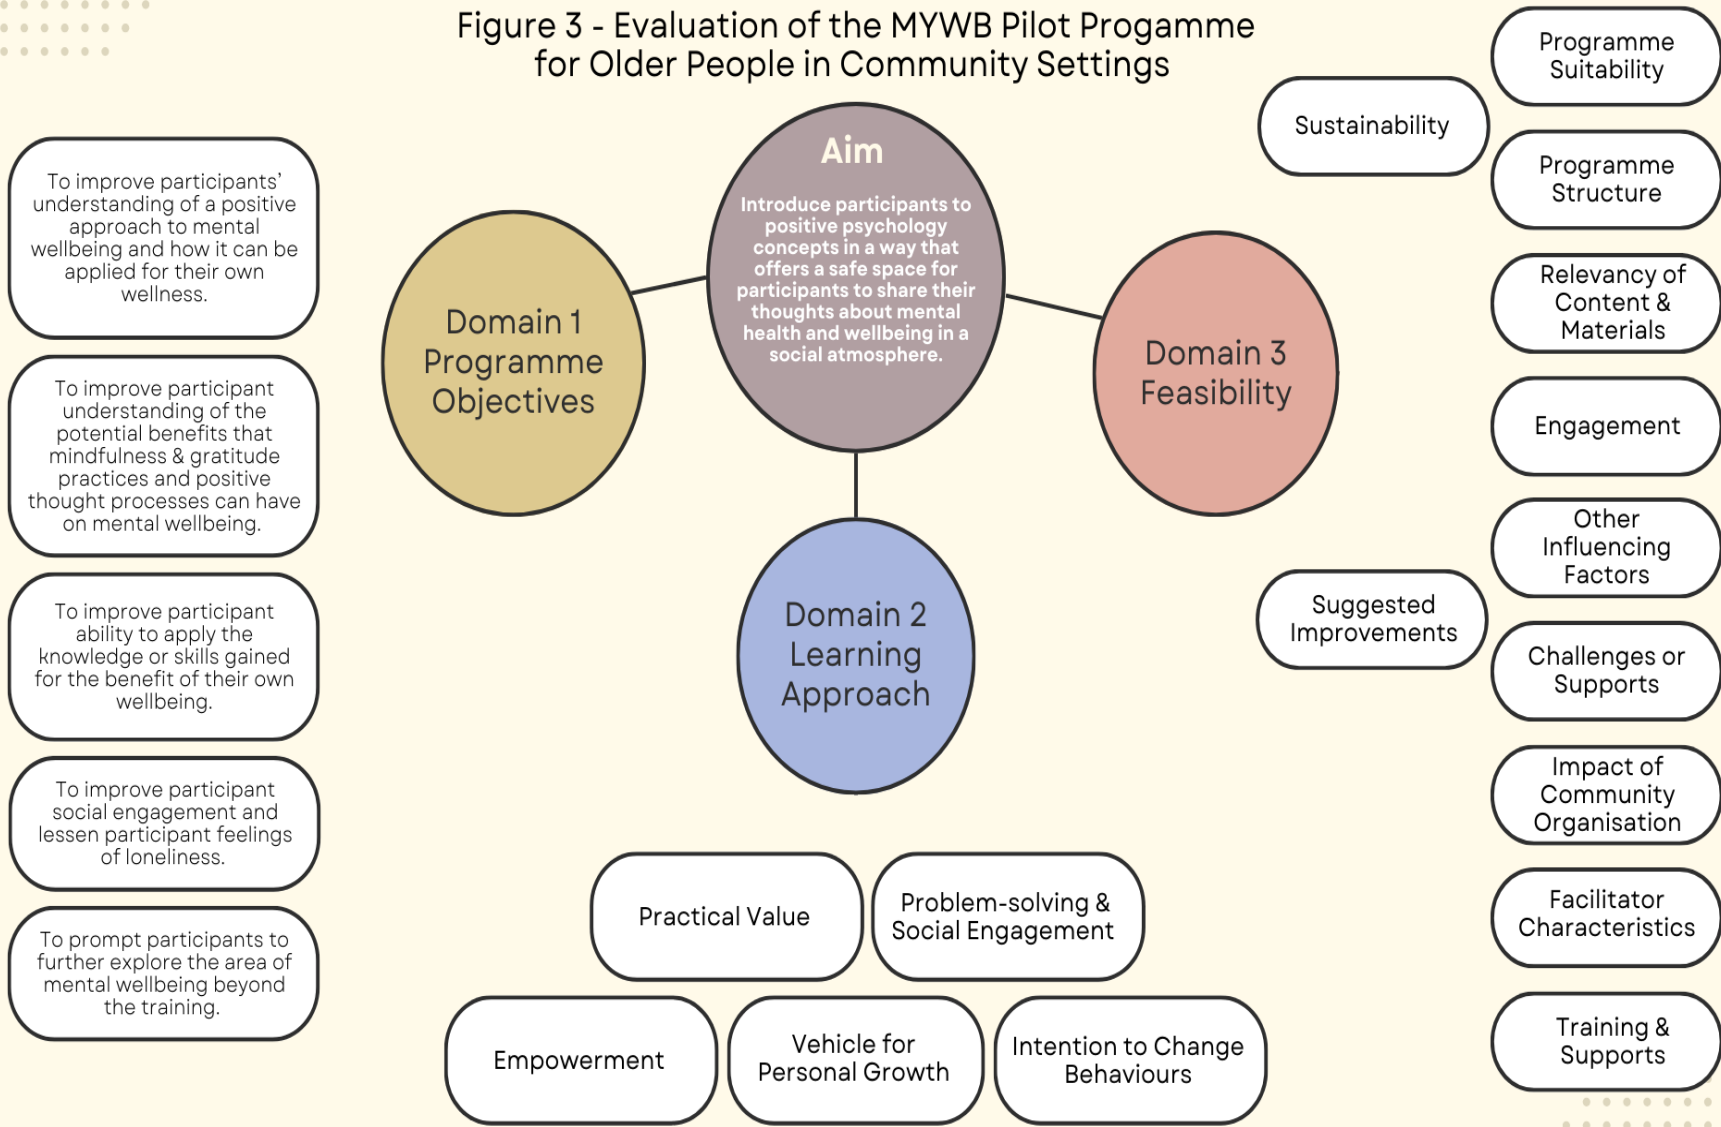 Figure 3 - Evaluation of the MYWB Pilot Progamme
for Older People in Community Settings
To improve participants’
understanding of a positive
approach to mental
wellbeing and how it can be
applied for their own
wellness.
To improve participant
understanding of the
potential benefits that
mindfulness & gratitude
practices and positive
thought processes can have
on mental wellbeing.
To improve participant
ability to apply the
knowledge or skills gained
for the benefit of their own
wellbeing.
To improve participant
social engagement and
lessen participant feelings
of loneliness.
To prompt participants to
further explore the area of
mental wellbeing beyond
the training.
Domain 1
Programme
Objectives
Aim
Introduce participants to
positive psychology
concepts in a way that
offers a safe space for
participants to share their
thoughts about mental
health and wellbeing in a
social atmosphere.
Domain 2
Learning
Approach
Practical Value
Problem-solving &
Social Engagement
Empowerment
Vehicle for
Personal Growth
Intention to Change
Behaviours
Domain 3
Feasibility
Sustainability
Suggested
Improvements
Programme
Suitability
Programme
Structure
Relevancy of
Content &
Materials
Engagement
Other
Influencing
Factors
Challenges or
Supports
Impact of
Community
Organisation
Facilitator
Characteristics
Training &
Supports